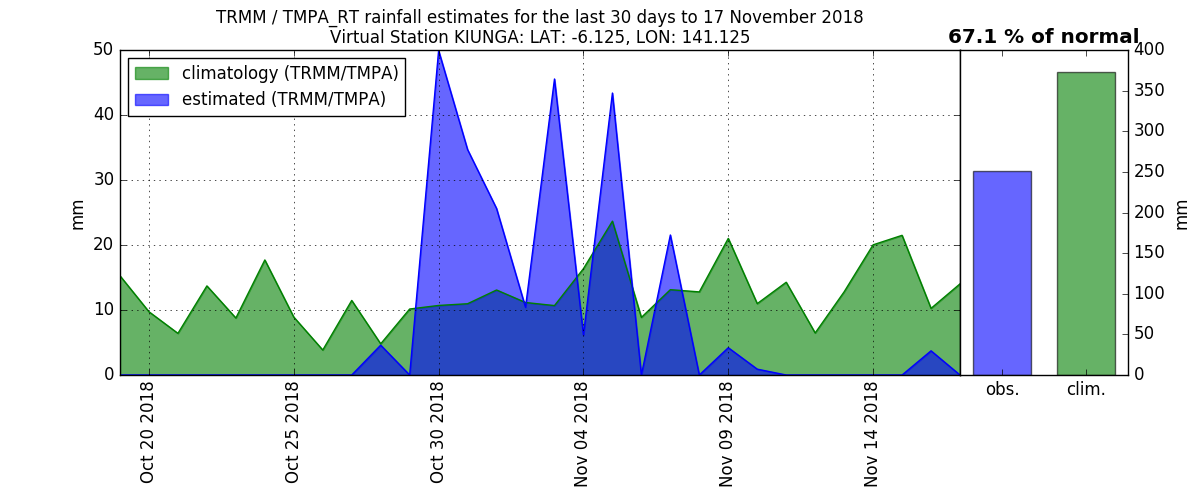 TRMM / TMPA_RT rainfall estimates for the last 30 days to 17 November 2018
Virtual Station KIUNGA: LAT: -6.125, LON: 141.125
67.1 % of normal
climatology (TRMM/TMPA)
estimated (TRMM/TMPA)
50
40
30
20
10
0
mm
Oct 20 2018
Oct 25 2018
Oct 30 2018
Nov 04 2018
Nov 09 2018
Nov 14 2018
obs.
clim.
400
350
300
250
200
150
100
50
0
mm